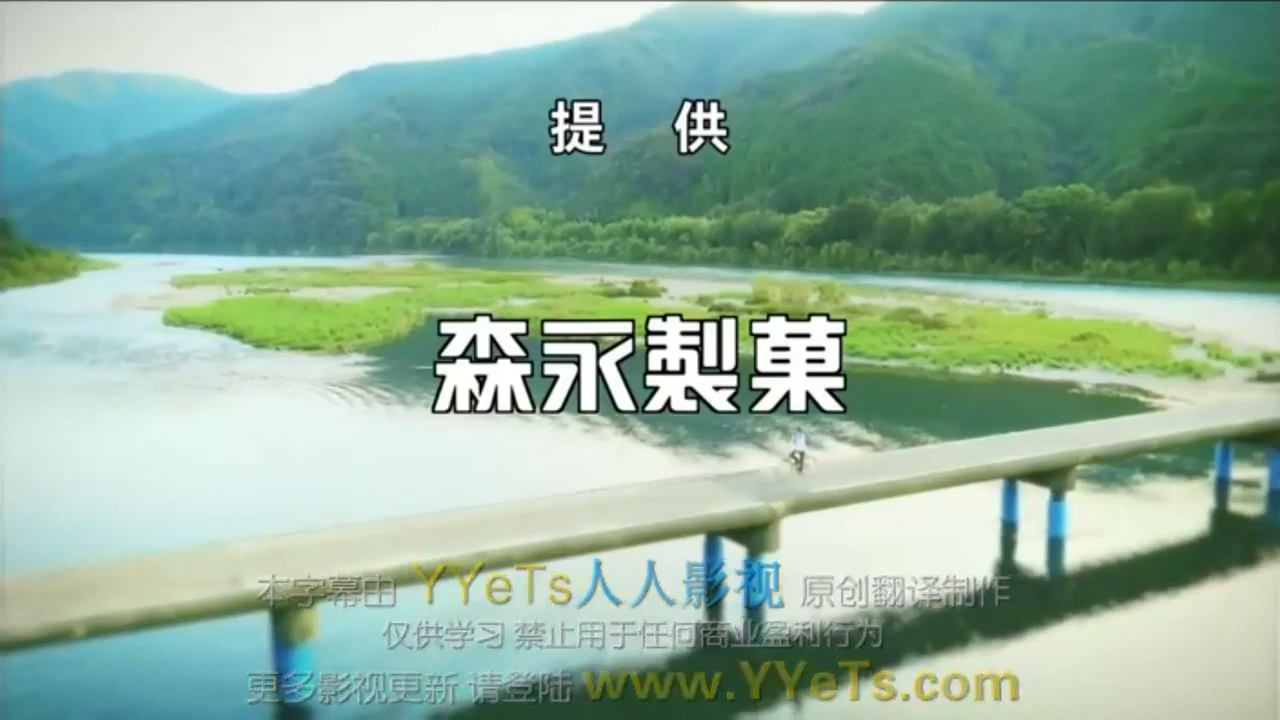 提 供
森永製菓
本字幕由 YYeTs人人影视 原创翻译制作
仅供学习 禁止用于任何商业盈利行为
更多影视更新 请登陆 www.YYeTs.com